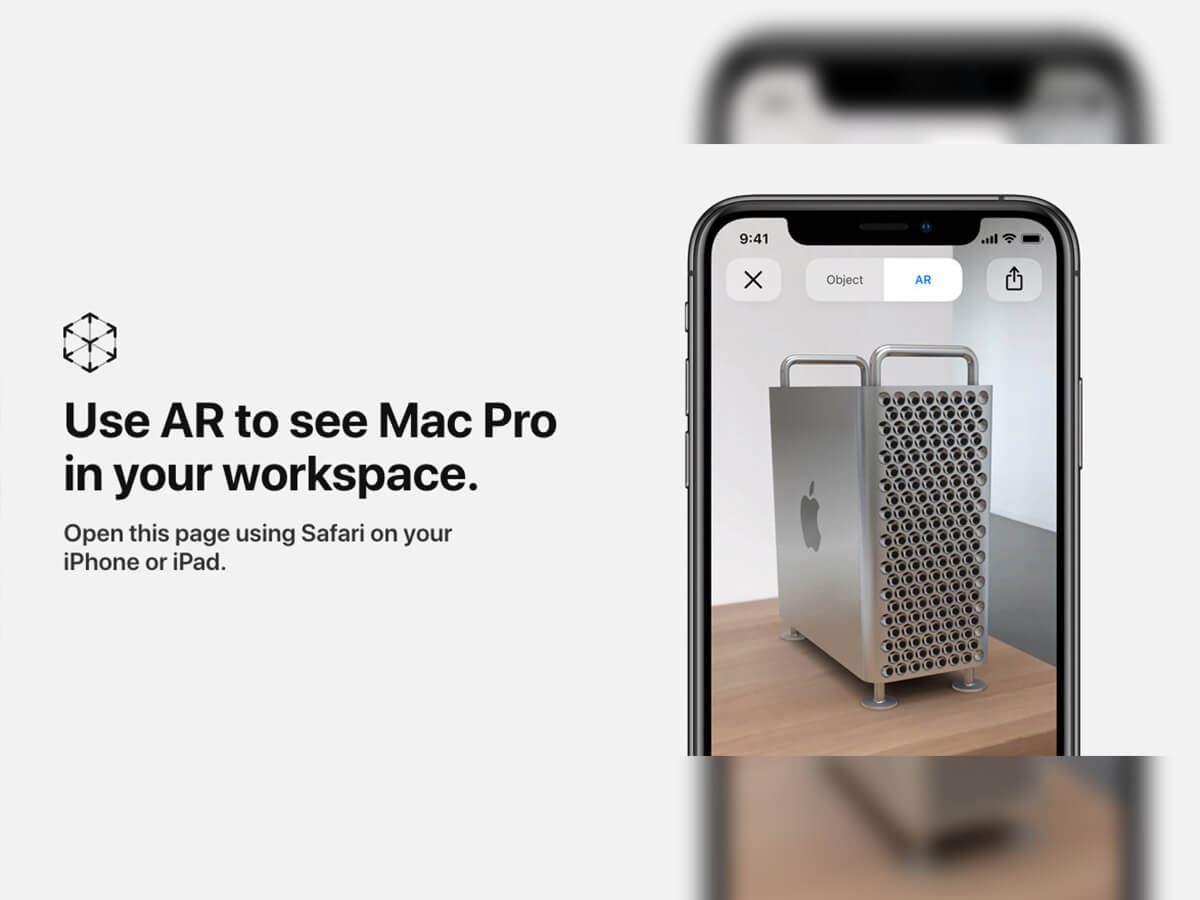 Use AR to see Mac Pro
in your workspace.
Open this page using Safari on your
iPhone or iPad.
9:41
Object
AR